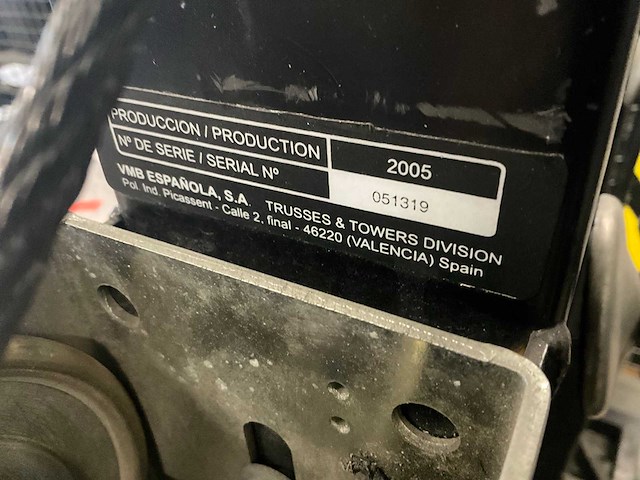 PRODUCCION / PRODUCTION 2005
Nº DE SERIE / SERIAL Nº 051319
VMB ESPAÑOLA, S.A. TRUSSES & TOWERS DIVISION
Pol. Ind. Picassent - Calle 2, final - 46220 (VALENCIA) Spain